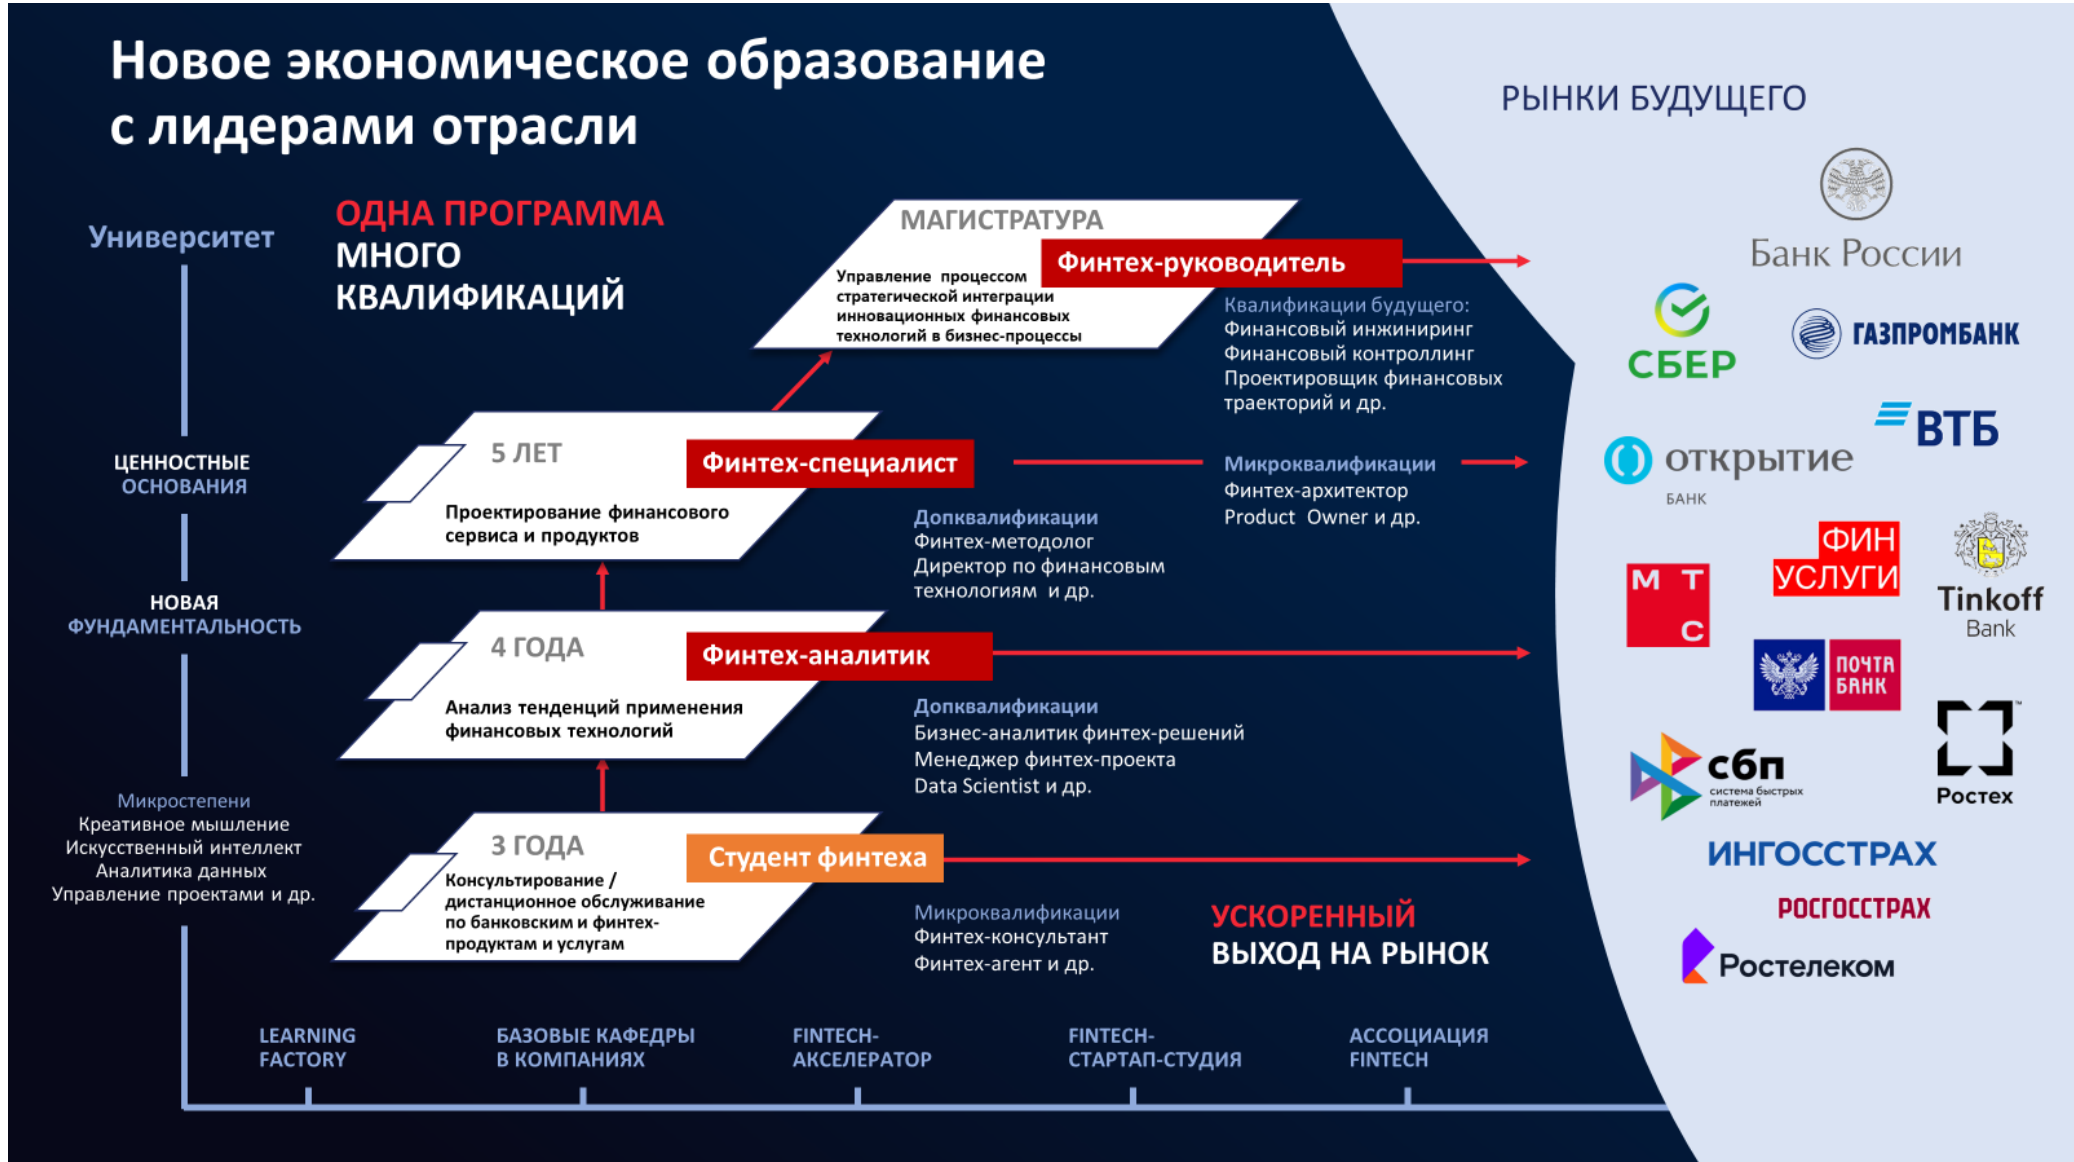 Новое экономическое образование
с лидерами отрасли
РЫНКИ БУДУЩЕГО
Университет
ЦЕННОСТНЫЕ
ОСНОВАНИЯ
НОВАЯ
ФУНДАМЕНТАЛЬНОСТЬ
Микростепени
Креативное мышление
Искусственный интеллект
Аналитика данных
Управление проектами и др.
ОДНА ПРОГРАММА
МНОГО
КВАЛИФИКАЦИЙ
МАГИСТРАТУРА
Финтех-руководитель
Управление процессом
стратегической интеграции
инновационных финансовых
технологий в бизнес-процессы
Квалификации будущего:
Финансовый инжиниринг
Финансовый контроллинг
Проектировщик финансовых
траекторий и др.
5 ЛЕТ
Финтех-специалист
Проектирование финансового
сервиса и продуктов
Допквалификации
Финтех-методолог
Директор по финансовым
технологиям и др.
Микроквалификации
Финтех-архитектор
Product Owner и др.
4 ГОДА
Финтех-аналитик
Анализ тенденций применения
финансовых технологий
Допквалификации
Бизнес-аналитик финтех-решений
Менеджер финтех-проекта
Data Scientist и др.
3 ГОДА
Студент финтеха
Консультирование /
дистанционное обслуживание
по банковским и финтех-
продуктам и услугам
Микроквалификации
Финтех-консультант
Финтех-агент и др.
УСКОРЕННЫЙ
ВЫХОД НА РЫНОК
LEARNING
FACTORY
БАЗОВЫЕ КАФЕДРЫ
В КОМПАНИЯХ
FINTECH-
АКСЕЛЕРАТОР
FINTECH-
СТАРТАП-СТУДИЯ
АССОЦИАЦИЯ
FINTECH
Банк России
СБЕР
ГАЗПРОМБАНК
ВТБ
открытие
БАНК
ФИН
УСЛУГИ
МТ
С
Tinkoff
Bank
ПОЧТА
БАНК
сбп
система быстрых
платежей
™
Ростех
ИНГОССТРАХ
РОСГОССТРАХ
Ростелеком